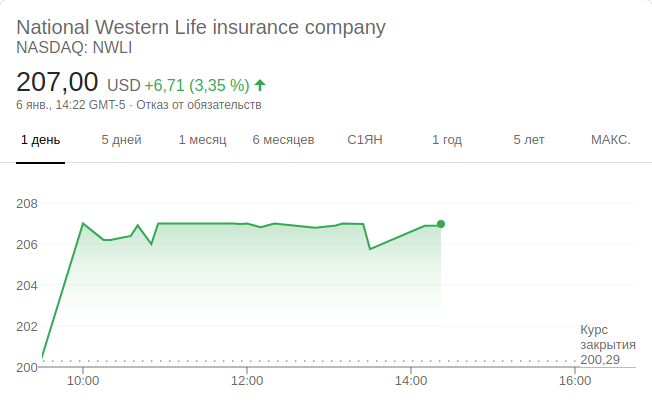 National Western Life insurance company
NASDAQ: NWLI
207,00 USD +6,71 (3,35 %)
6 янв., 14:22 GMT-5 · Отказ от обязательств
1 день 5 дней 1 месяц 6 месяцев С1ЯН 1 год 5 лет МАКС.
208
206
204
202
200
Курс
закрытия
200,29
10:00 12:00 14:00 16:00